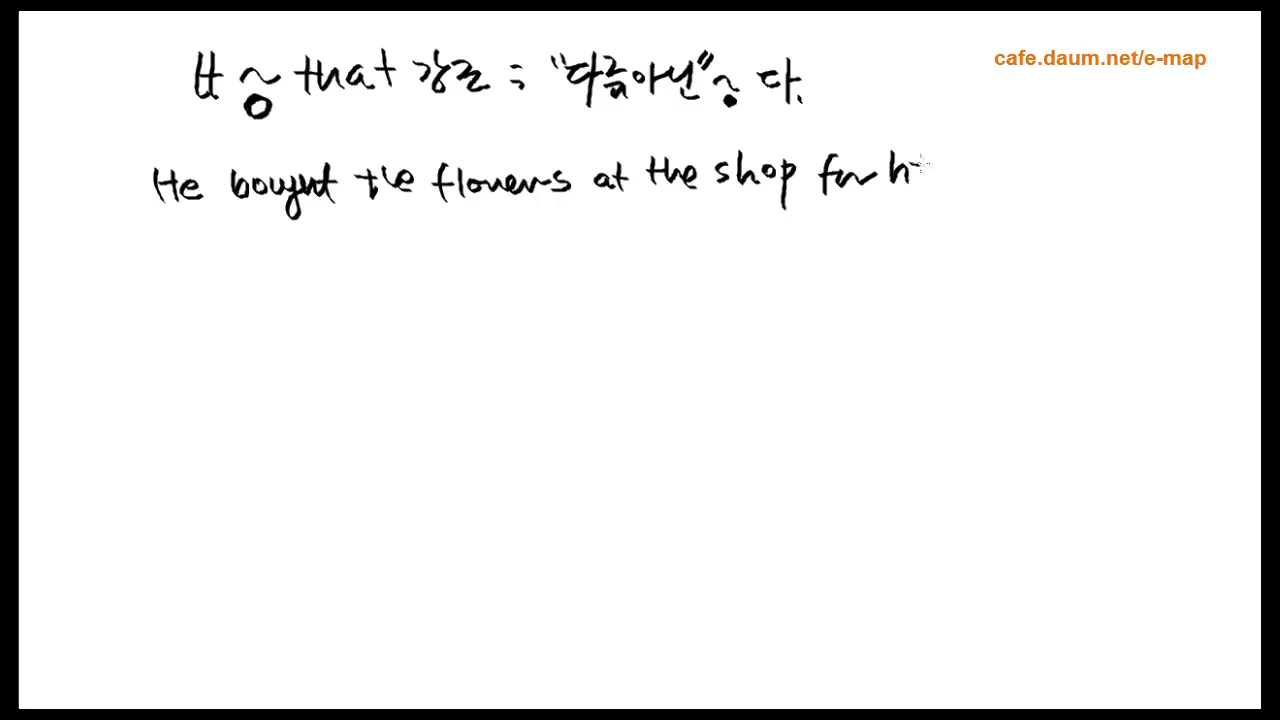 cafe.daum.net/e-map
It ~ that 강조 : "다름아닌" ~ 다.
He bought the flowers at the shop for h